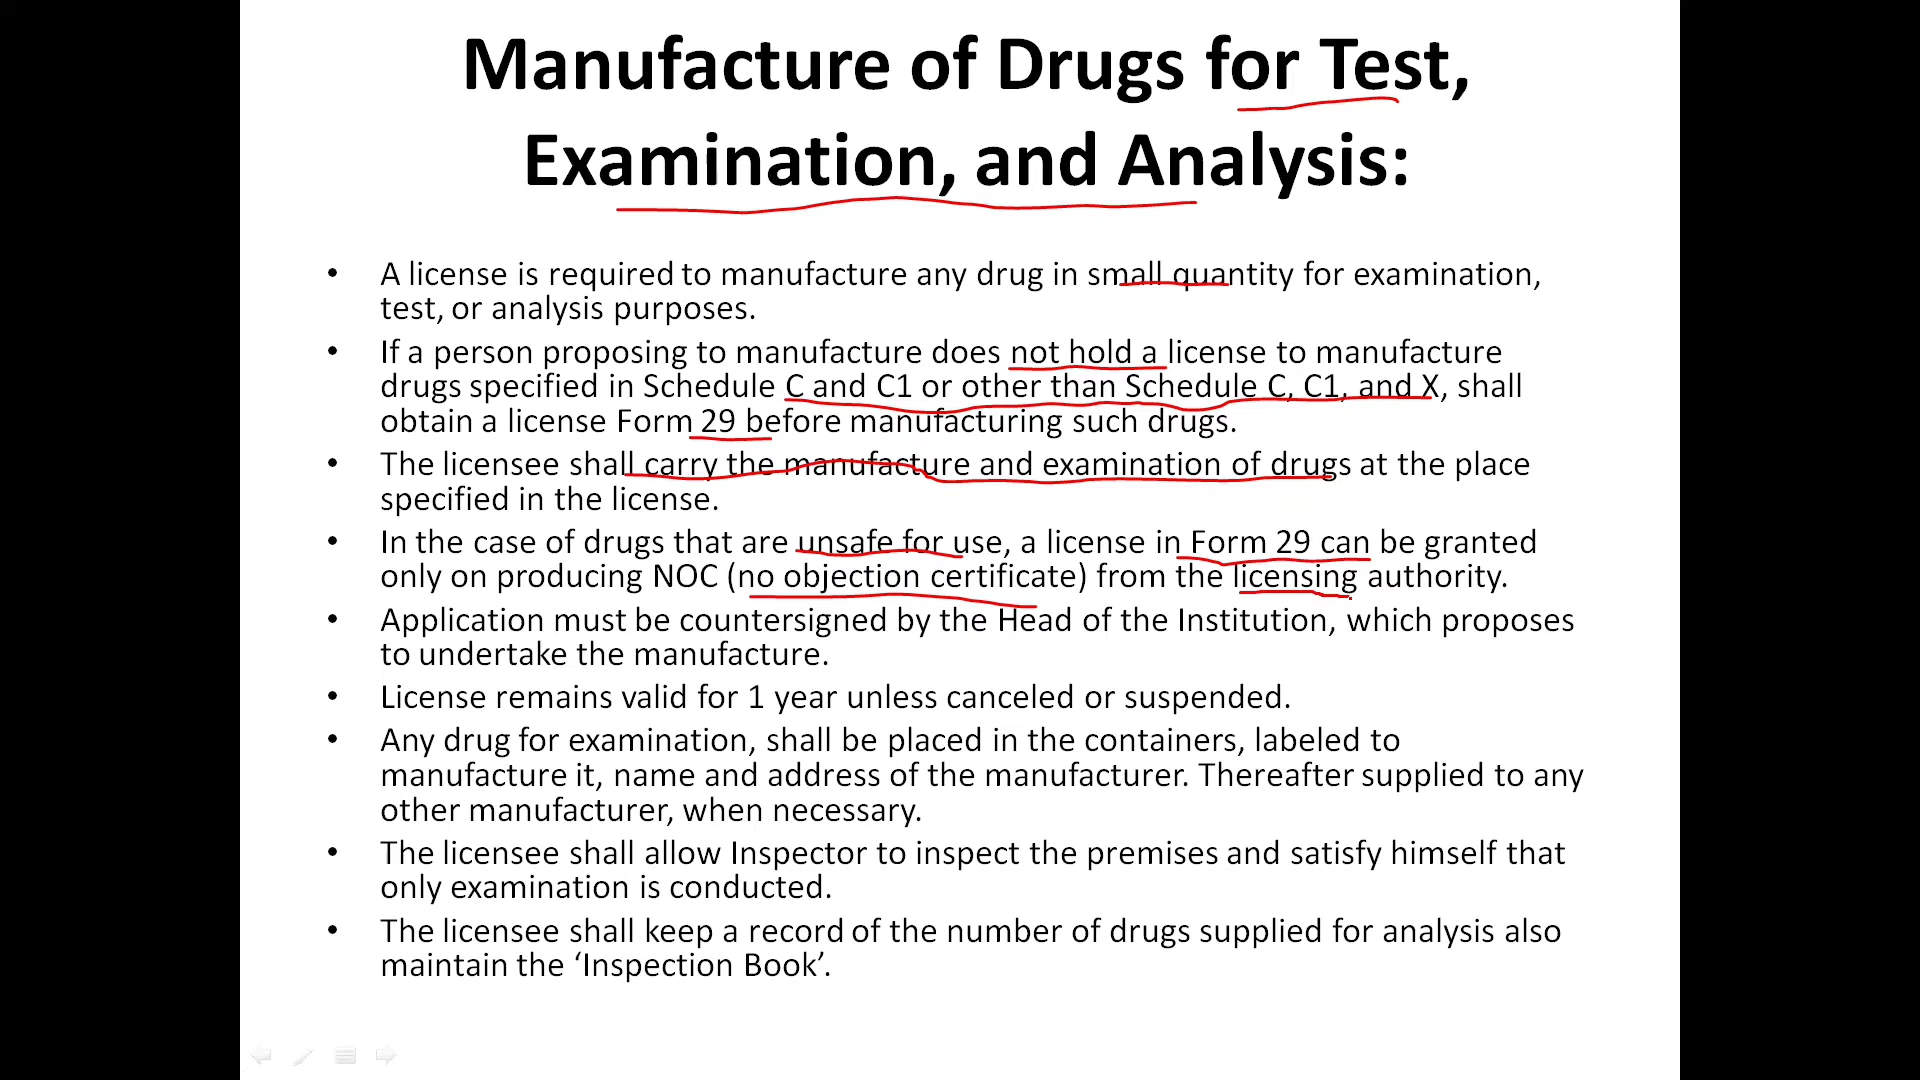 Manufacture of Drugs for Test,
Examination, and Analysis:
• A license is required to manufacture any drug in small quantity for examination,
test, or analysis purposes.
• If a person proposing to manufacture does not hold a license to manufacture
drugs specified in Schedule C and C1 or other than Schedule C, C1, and X, shall
obtain a license Form 29 before manufacturing such drugs.
• The licensee shall carry the manufacture and examination of drugs at the place
specified in the license.
• In the case of drugs that are unsafe for use, a license in Form 29 can be granted
only on producing NOC (no objection certificate) from the licensing authority.
• Application must be countersigned by the Head of the Institution, which proposes
to undertake the manufacture.
• License remains valid for 1 year unless canceled or suspended.
• Any drug for examination, shall be placed in the containers, labeled to
manufacture it, name and address of the manufacturer. Thereafter supplied to any
other manufacturer, when necessary.
• The licensee shall allow Inspector to inspect the premises and satisfy himself that
only examination is conducted.
• The licensee shall keep a record of the number of drugs supplied for analysis also
maintain the ‘Inspection Book’.